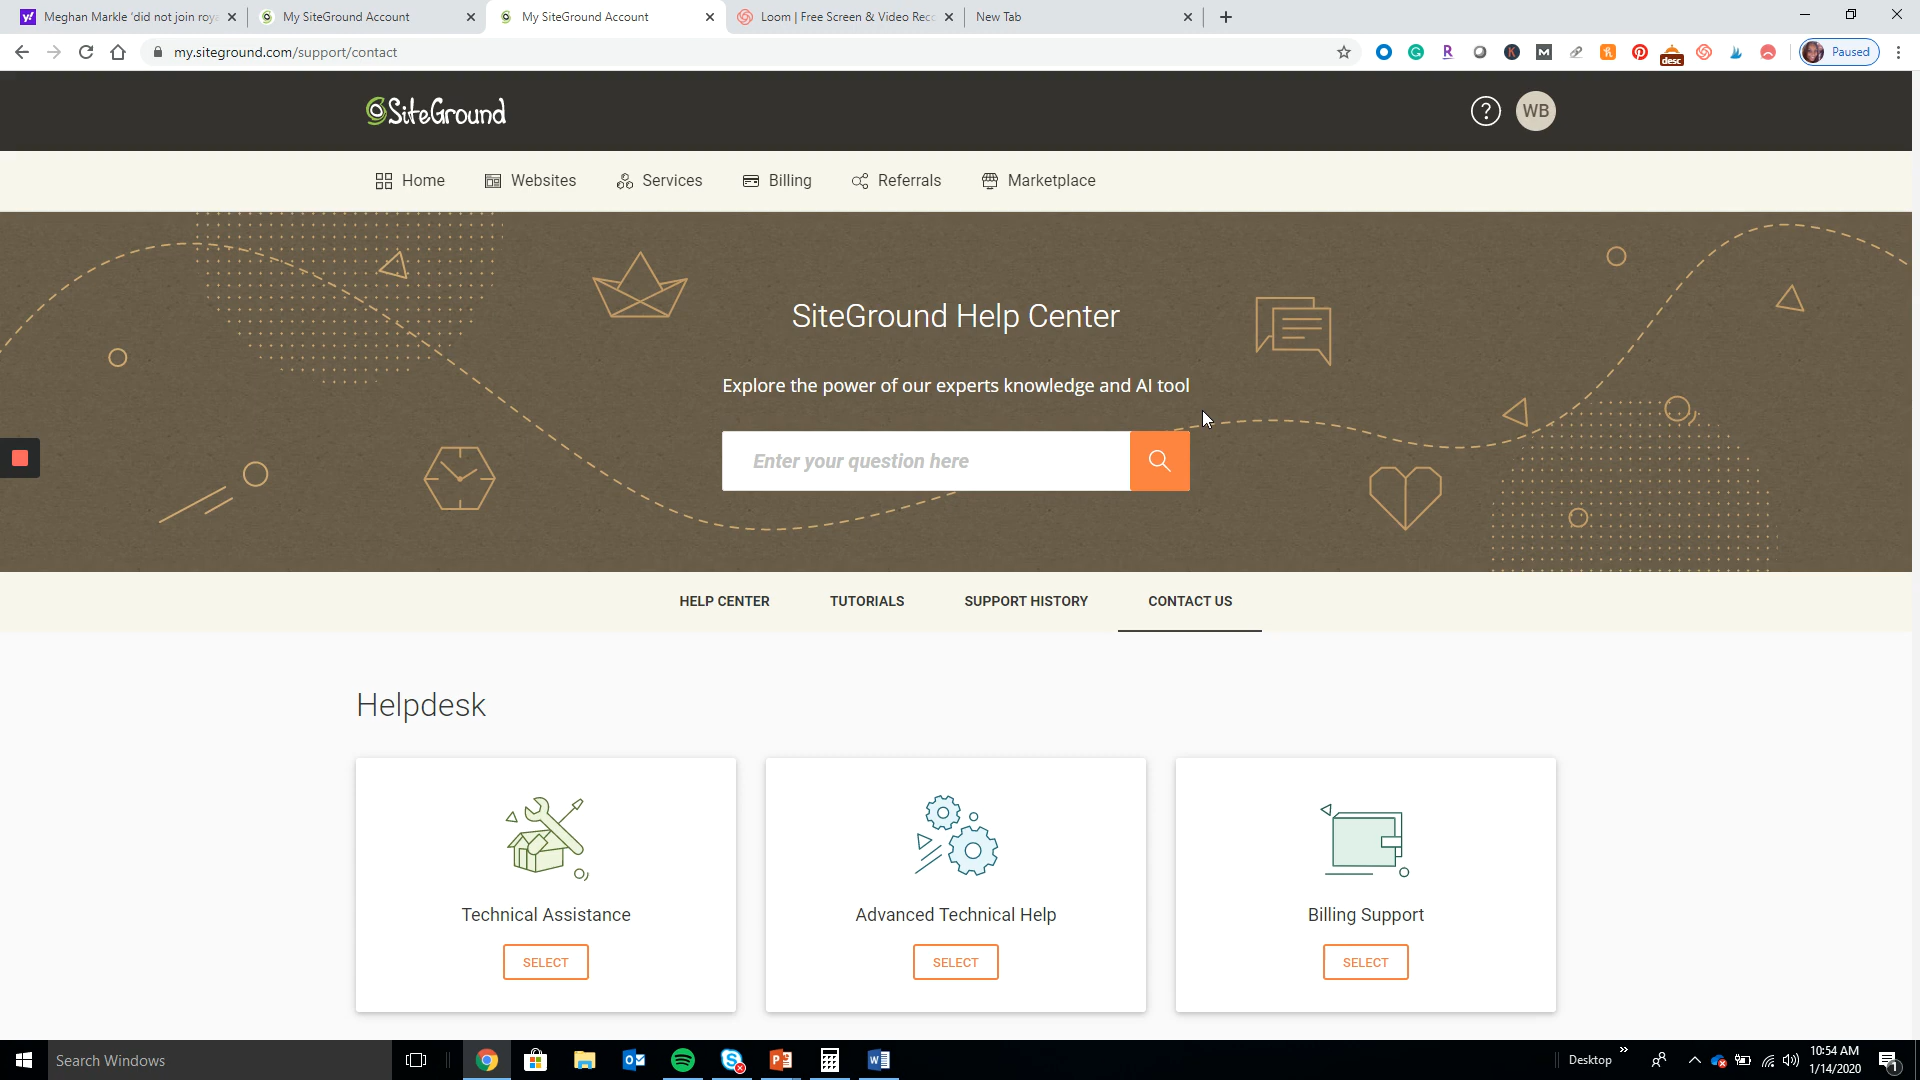 Meghan Markle 'did not join roya
My SiteGround Account
My SiteGround Account
Loom | Free Screen & Video Rec
New Tab
my.siteground.com/support/contact
desc
Paused
SiteGround
?
WB
Home
Websites
Services
Billing
Referrals
Marketplace
SiteGround Help Center
Explore the power of our experts knowledge and AI tool
Enter your question here
HELP CENTER
TUTORIALS
SUPPORT HISTORY
CONTACT US
Helpdesk
Technical Assistance
Advanced Technical Help
Billing Support
SELECT
SELECT
SELECT
Search Windows
Desktop
10:54 AM
1/14/2020
1